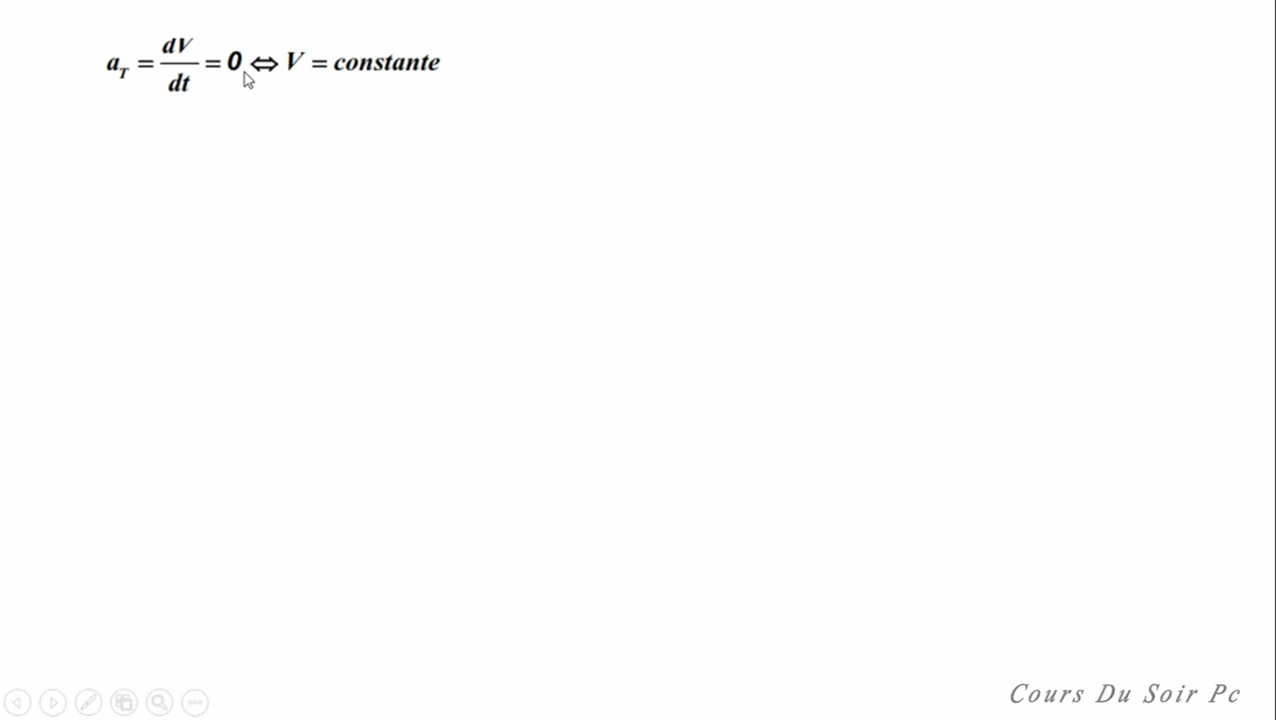 a_T = dV/dt = 0 ⇔ V = constante
Cours Du Soir Pc